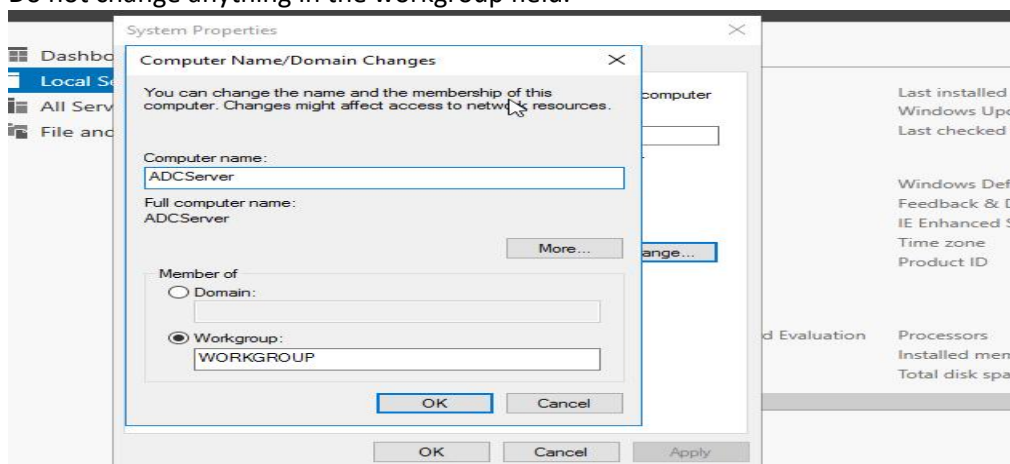 Do not change anything in the workgroup field.
System Properties
Computer Name/Domain Changes
You can change the name and the membership of this
computer. Changes might affect access to network resources.
Computer name:
ADCServer
Full computer name:
ADCServer
More...
Member of
Domain:
Workgroup:
WORKGROUP
OK Cancel
OK Cancel Apply
computer
ange...
Dashbo
Local Se
All Serv
File and
d Evaluation
Last installed
Windows Upd
Last checked
Windows Def
Feedback & D
IE Enhanced S
Time zone
Product ID
Processors
Installed mem
Total disk spa